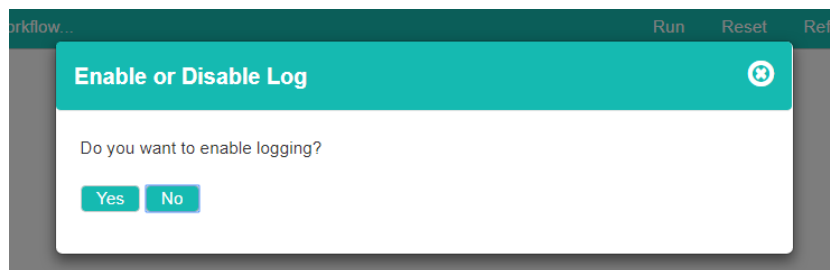 orkflow... Run Reset Ref
Enable or Disable Log
Do you want to enable logging?
Yes No